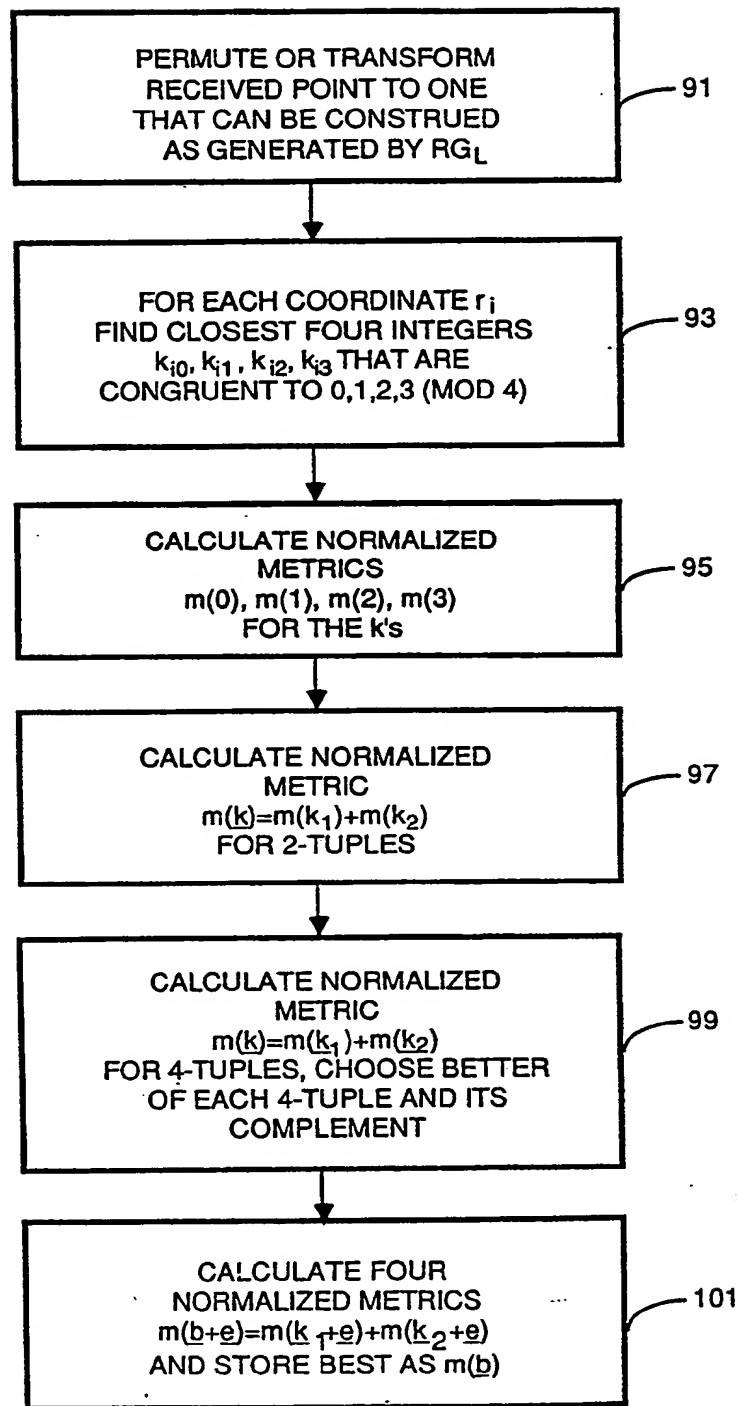 PERMUTE OR TRANSFORM
RECEIVED POINT TO ONE
THAT CAN BE CONSTRUED
AS GENERATED BY RGL
91
FOR EACH COORDINATE ri
FIND CLOSEST FOUR INTEGERS
ki0, ki1, ki2, ki3 THAT ARE
CONGRUENT TO 0,1,2,3 (MOD 4)
93
CALCULATE NORMALIZED
METRICS
m(0), m(1), m(2), m(3)
FOR THE k's
95
CALCULATE NORMALIZED
METRIC
m(k)=m(k1)+m(k2)
FOR 2-TUPLES
97
CALCULATE NORMALIZED
METRIC
m(k)=m(k1)+m(k2)
FOR 4-TUPLES, CHOOSE BETTER
OF EACH 4-TUPLE AND ITS
COMPLEMENT
99
CALCULATE FOUR
NORMALIZED METRICS
m(b+e)=m(k1+e)+m(k2+e)
AND STORE BEST AS m(b)
101